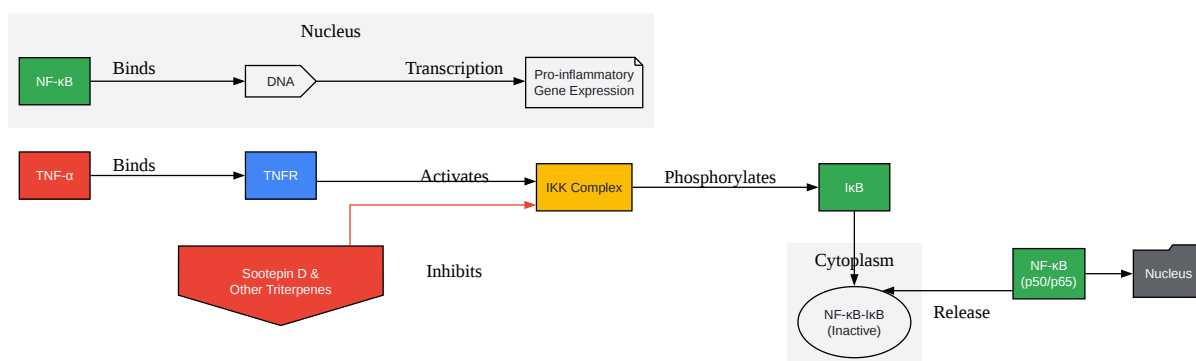 Nucleus
NF-κB
Binds
DNA
Transcription
Pro-inflammatory
Gene Expression
TNF-α
Binds
TNFR
Activates
IKK Complex
Phosphorylates
IκB
Sootepin D &
Other Triterpenes
Inhibits
Cytoplasm
NF-κB-IκB
(Inactive)
Release
NF-κB
(p50/p65)
Nucleus